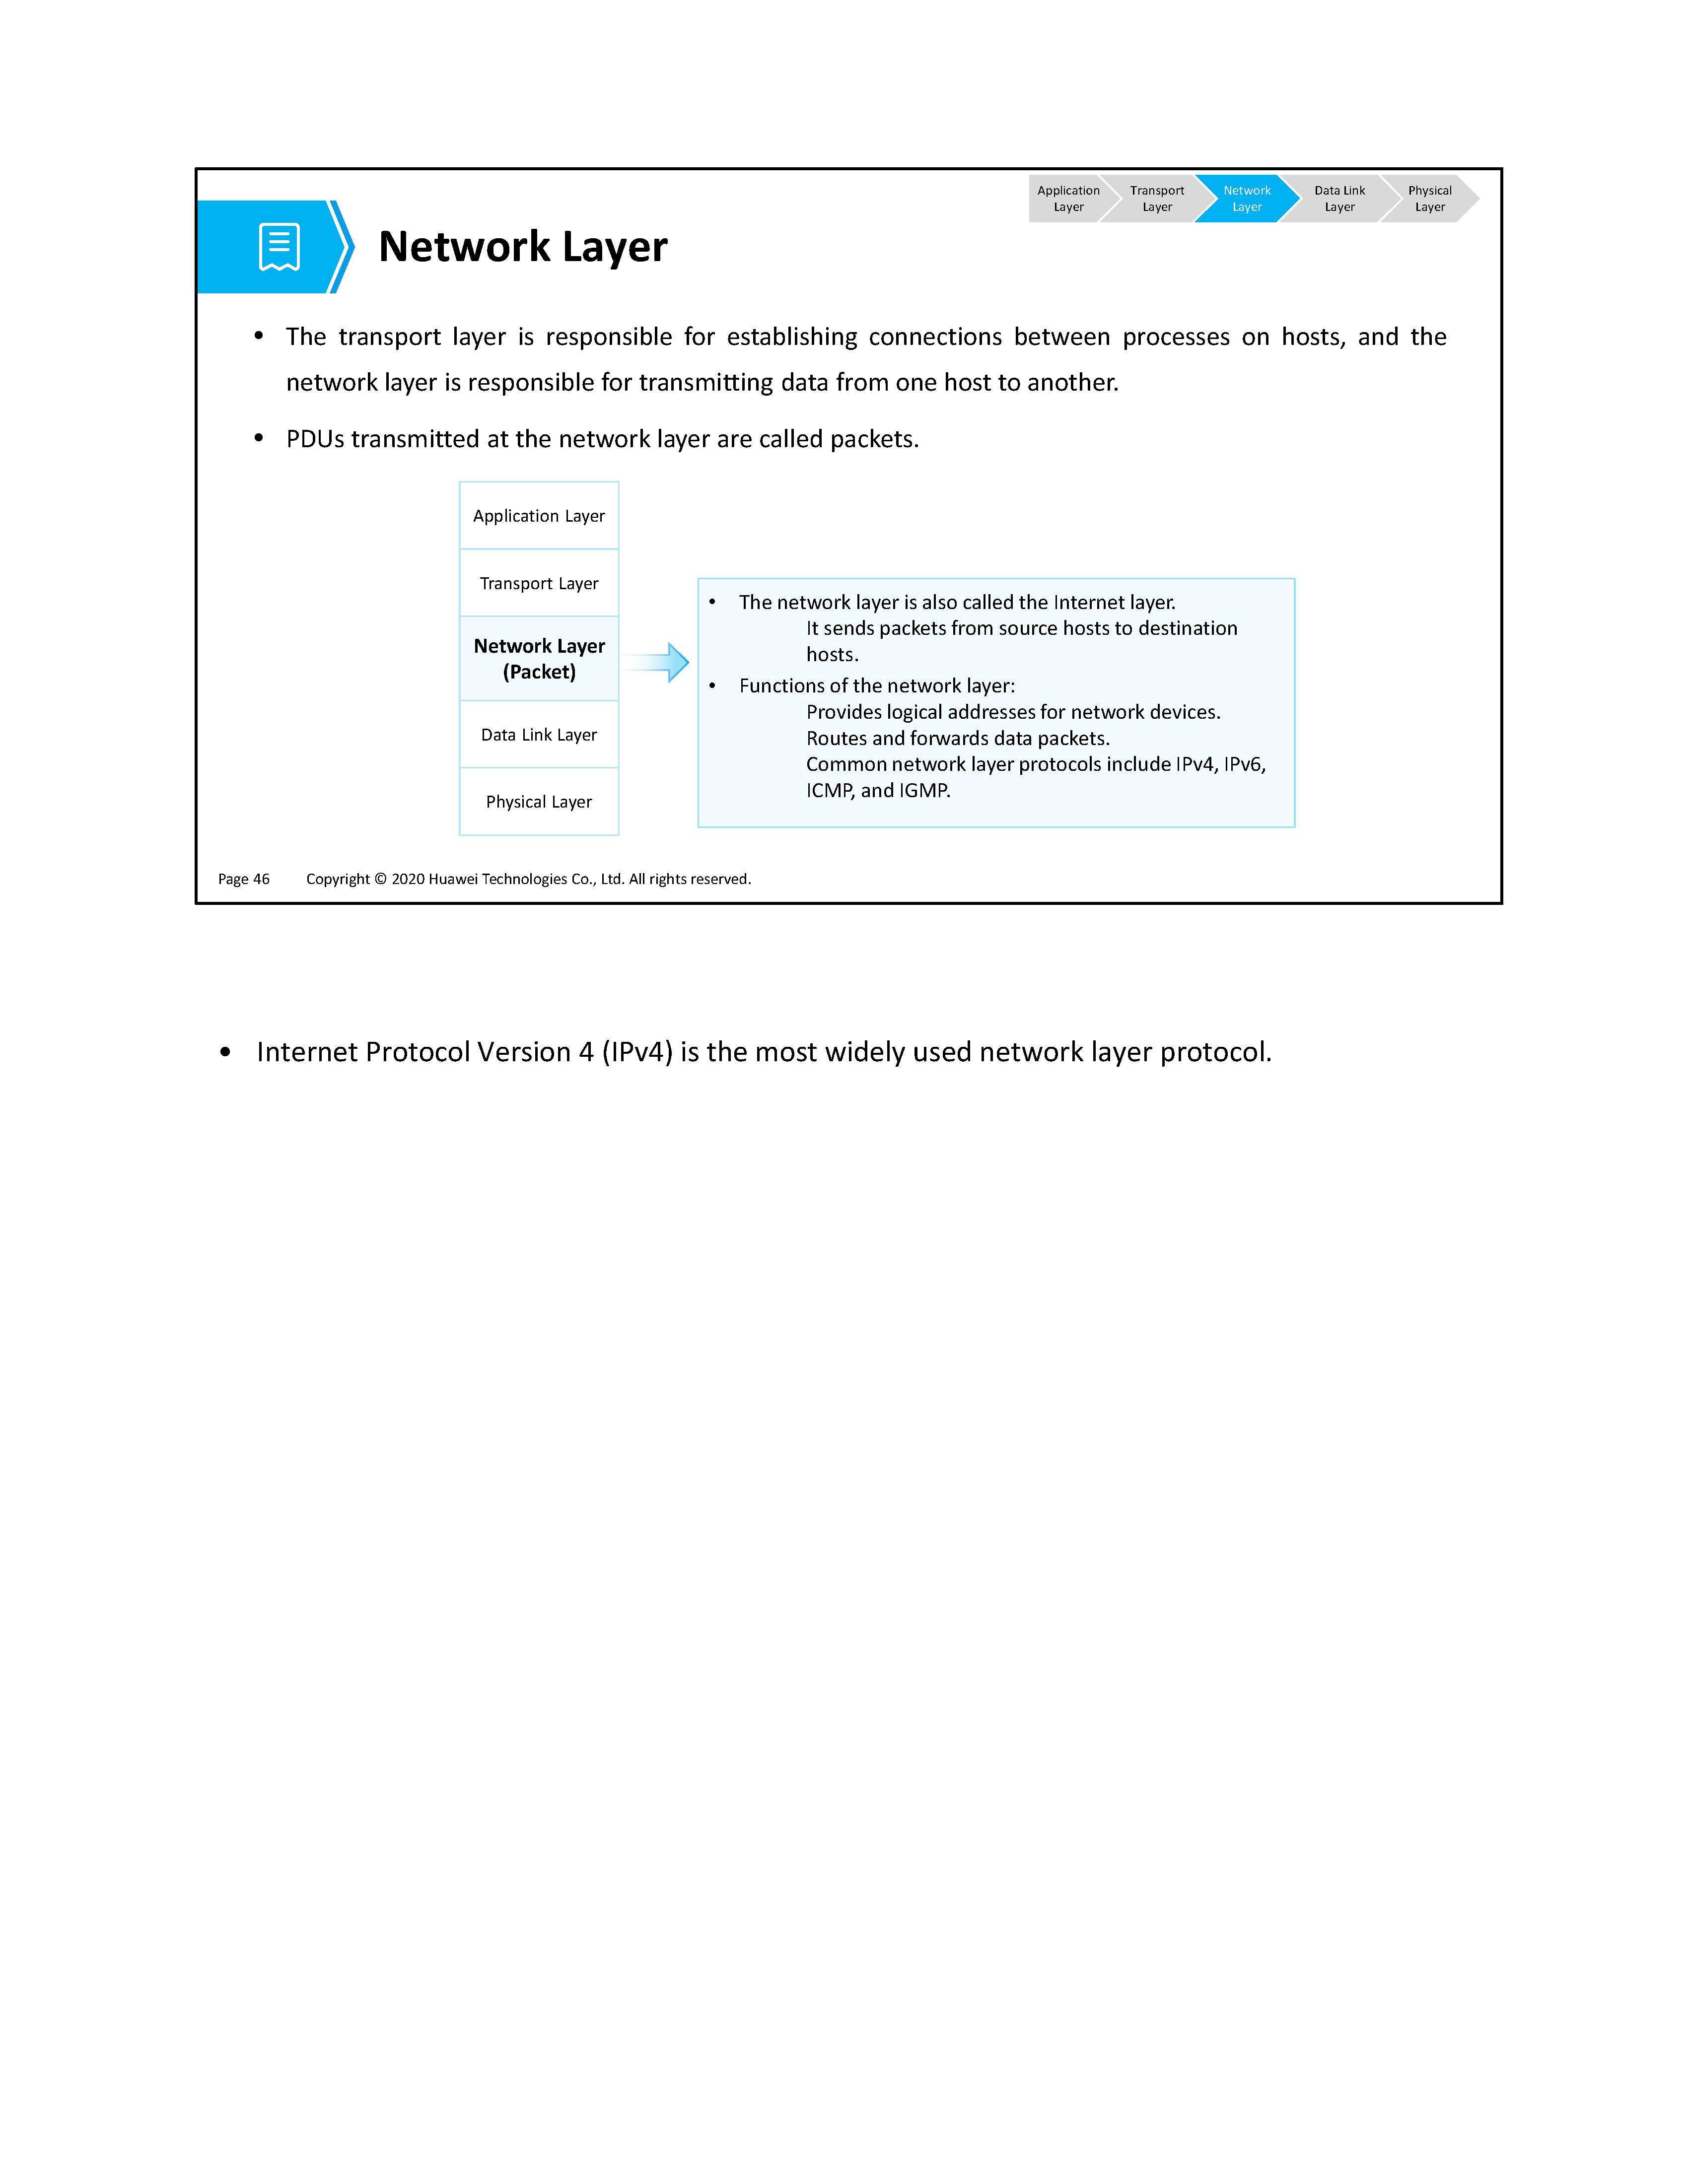 Application
Layer
Transport
Layer
Network
Layer
Data Link
Layer
Physical
Layer
Network Layer
• The transport layer is responsible for establishing connections between processes on hosts, and the
network layer is responsible for transmitting data from one host to another.
• PDUs transmitted at the network layer are called packets.
Application Layer
Transport Layer
Network Layer
(Packet)
Data Link Layer
Physical Layer
• The network layer is also called the Internet layer.
It sends packets from source hosts to destination
hosts.
• Functions of the network layer:
Provides logical addresses for network devices.
Routes and forwards data packets.
Common network layer protocols include IPv4, IPv6,
ICMP, and IGMP.
Page 46 Copyright © 2020 Huawei Technologies Co., Ltd. All rights reserved.
• Internet Protocol Version 4 (IPv4) is the most widely used network layer protocol.